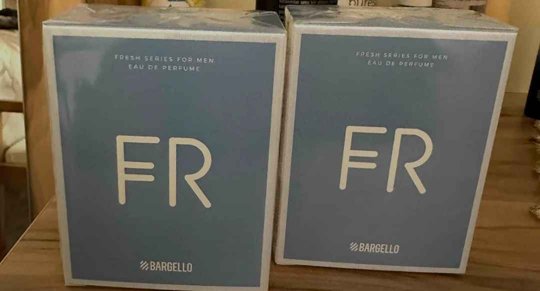 FRESH SERIES FOR MEN
EAU DE PERFUME
FR
BARGELLO
FRESH SERIES FOR MEN
EAU DE PERFUME
FR
BARGELLO